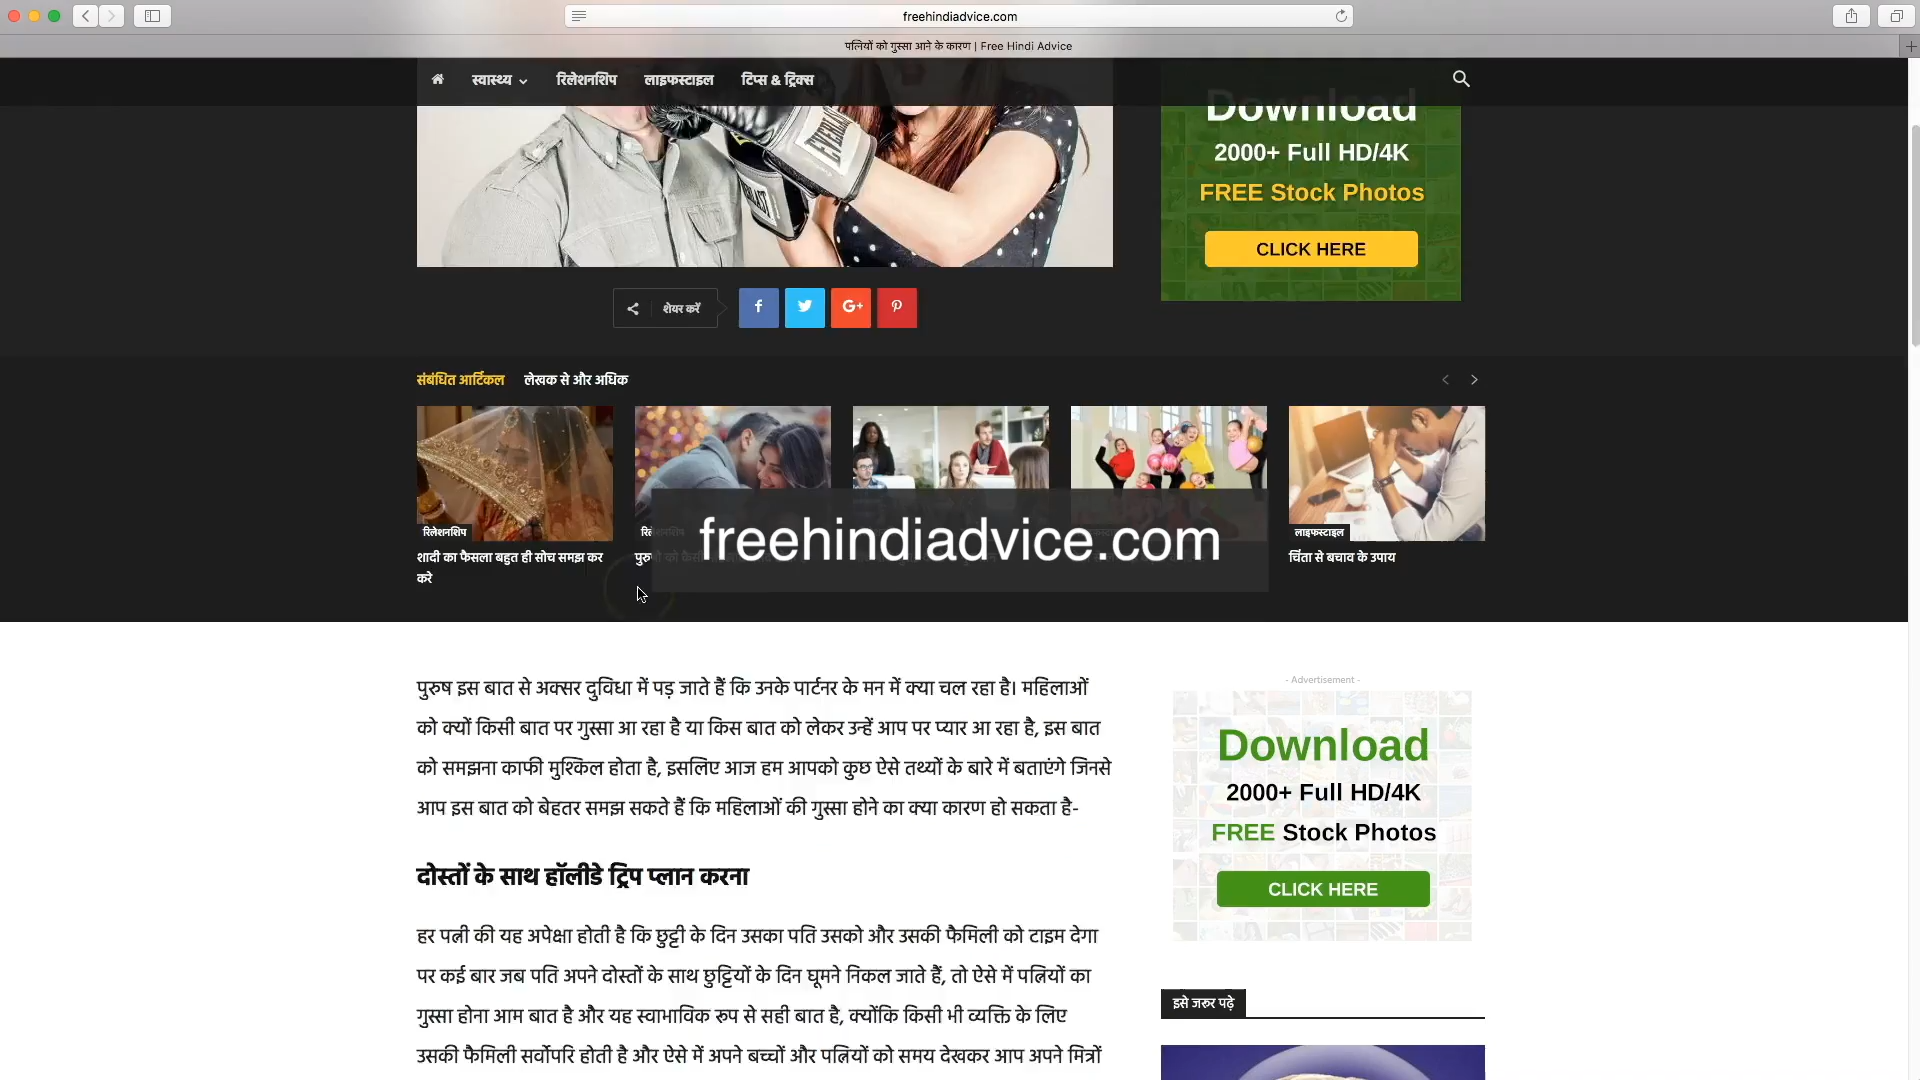 freehindiadvice.com
पत्नियों को गुस्सा आने के कारण | Free Hindi Advice
स्वास्थ्य
रिलेशनशिप
लाइफस्टाइल
टिप्स & ट्रिक्स
EVERLAST
Download
2000+ Full HD/4K
FREE Stock Photos
CLICK HERE
शेयर करें
f
G+
संबंधित आर्टिकल
लेखक से और अधिक
रिलेशनशिप
शादी का फैसला बहुत ही सोच समझ कर
करे
freehindiadvice.com
लाइफस्टाइल
चिंता से बचाव के उपाय
पुरुष इस बात से अक्सर दुविधा में पड़ जाते हैं कि उनके पार्टनर के मन में क्या चल रहा है। महिलाओं
को क्यों किसी बात पर गुस्सा आ रहा है या किस बात को लेकर उन्हें आप पर प्यार आ रहा है, इस बात
को समझना काफी मुश्किल होता है, इसलिए आज हम आपको कुछ ऐसे तथ्यों के बारे में बताएंगे जिनसे
आप इस बात को बेहतर समझ सकते हैं कि महिलाओं की गुस्सा होने का क्या कारण हो सकता है-
दोस्तों के साथ हॉलीडे ट्रिप प्लान करना
हर पत्नी की यह अपेक्षा होती है कि छुट्टी के दिन उसका पति उसको और उसकी फैमिली को टाइम देगा
पर कई बार जब पति अपने दोस्तों के साथ छुट्टियों के दिन घूमने निकल जाते हैं, तो ऐसे में पत्नियों का
गुस्सा होना आम बात है और यह स्वाभाविक रूप से सही बात है, क्योंकि किसी भी व्यक्ति के लिए
उसकी फैमिली सर्वोपरि होती है और ऐसे में अपने बच्चों और पत्नियों को समय देखकर आप अपने मित्रों
- Advertisement -
Download
2000+ Full HD/4K
FREE Stock Photos
CLICK HERE
इसे जरूर पढ़े